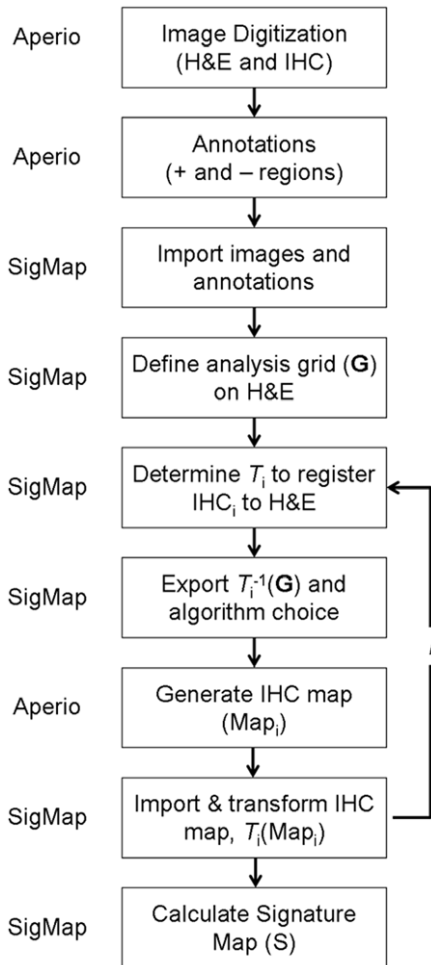 Aperio
Image Digitization
(H&E and IHC)
Aperio
Annotations
(+ and – regions)
SigMap
Import images and
annotations
SigMap
Define analysis grid (G)
on H&E
SigMap
Determine Ti to register
IHCi to H&E
SigMap
Export Ti-1(G) and
algorithm choice
Aperio
Generate IHC map
(Mapi)
SigMap
Import & transform IHC
map, Ti(Mapi)
SigMap
Calculate Signature
Map (S)